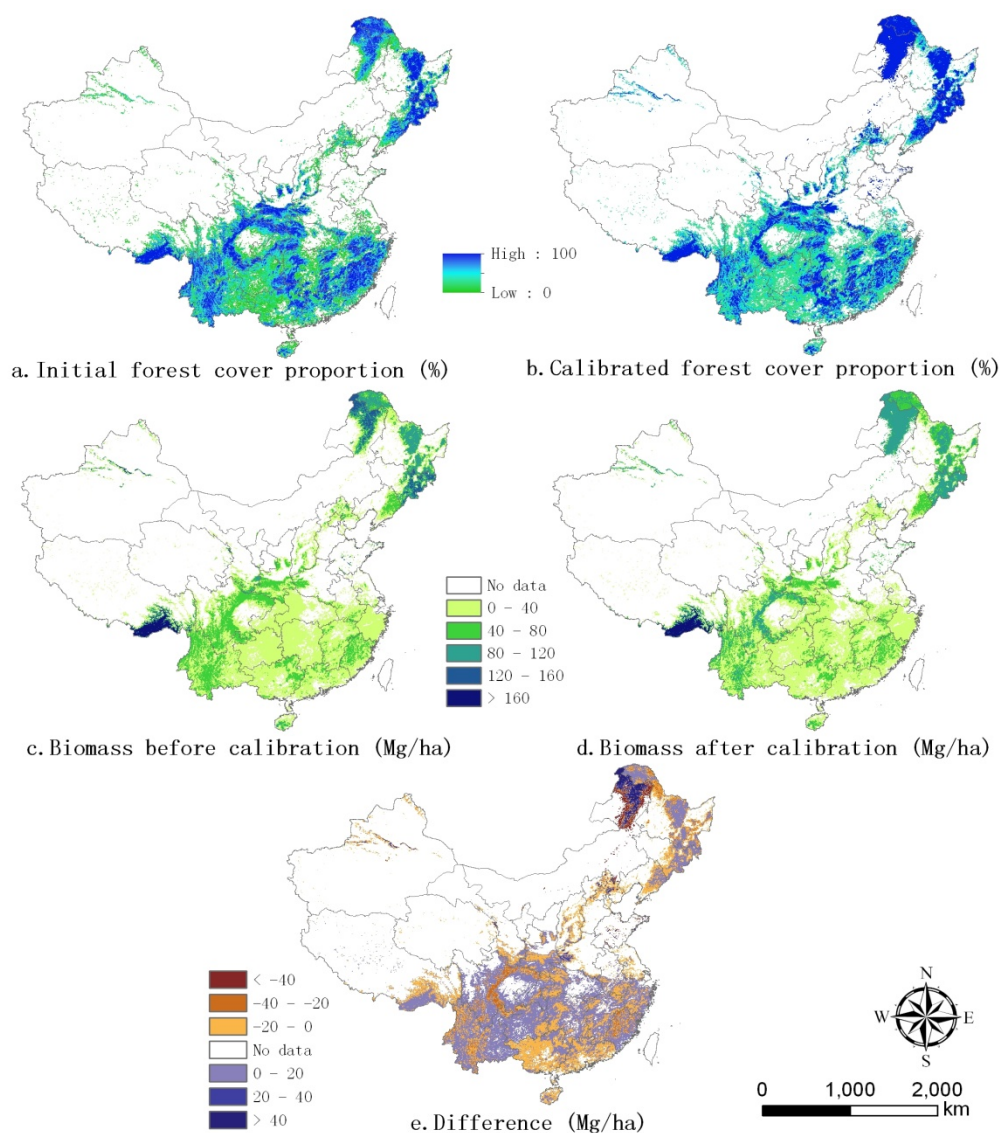 High : 100
Low : 0
a.Initial forest cover proportion (%)
b.Calibrated forest cover proportion (%)
No data
0 - 40
40 - 80
80 - 120
120 - 160
> 160
c.Biomass before calibration (Mg/ha)
d.Biomass after calibration (Mg/ha)
< -40
-40 - -20
-20 - 0
No data
0 - 20
20 - 40
> 40
e.Difference (Mg/ha)
N
W
E
S
0 1,000 2,000
km